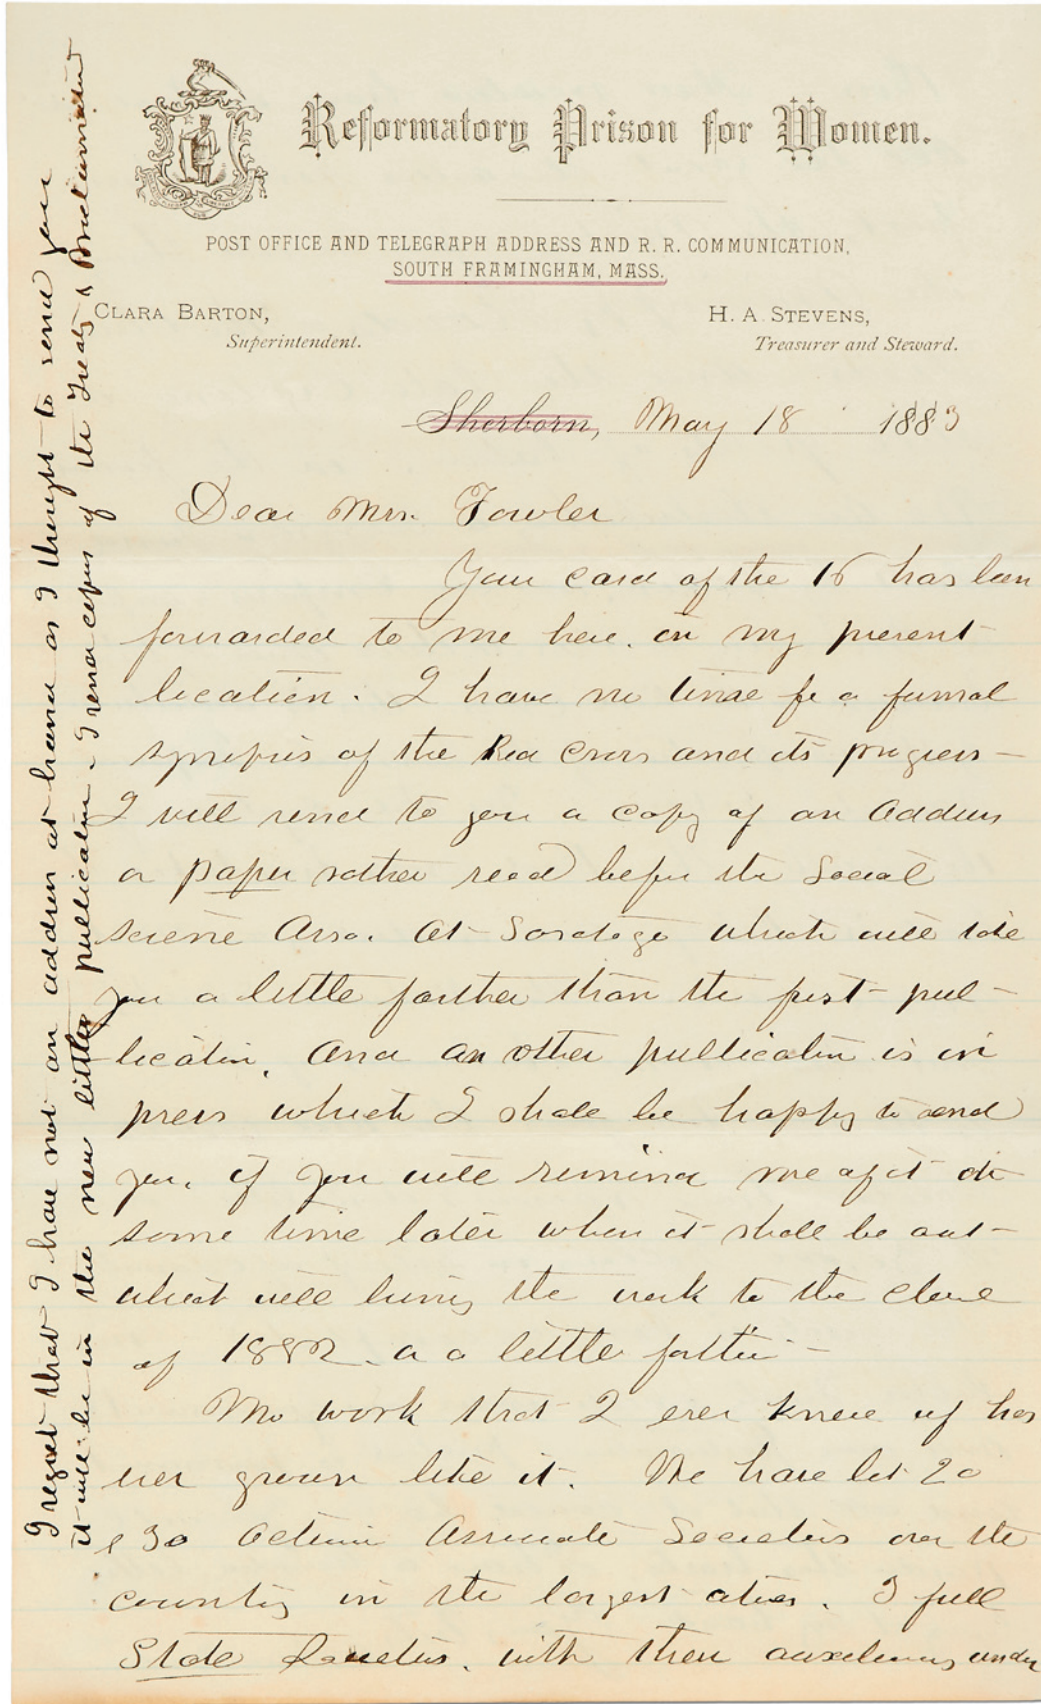 Reformatory Prison for Women.
POST OFFICE AND TELEGRAPH ADDRESS AND R. R. COMMUNICATION,
SOUTH FRAMINGHAM, MASS.
CLARA BARTON,
Superintendent.
H. A. STEVENS,
Treasurer and Steward.
Sherborn, May 18 1883
Dear Mrs. Fowler
Your card of the 16 has been
forwarded to me here. in my present
location. I have no time for a formal
synopsis of the Red Cross and its progress —
I will send to you a copy of an address
or paper rather read before the Social
science Asso. at Saratoga which will take
you a little farther than the first pub-
lication. And another publication is in
press which I shall be happy to send
you, if you will remind me of it at
some time later when it shall be out —
which will bring the work to the close
of 1882. or a little farther —
No work that I ever knew of has
ever grown like it. We have bet 20
& 30 active Associate Societies over the
country in the largest cities. 3 full
State Societies. with their auxiliaries under
I regret that I have not an address at hand as I thought to send you
it will be in the new little publication — I send copies of the Treaty & Proclamation